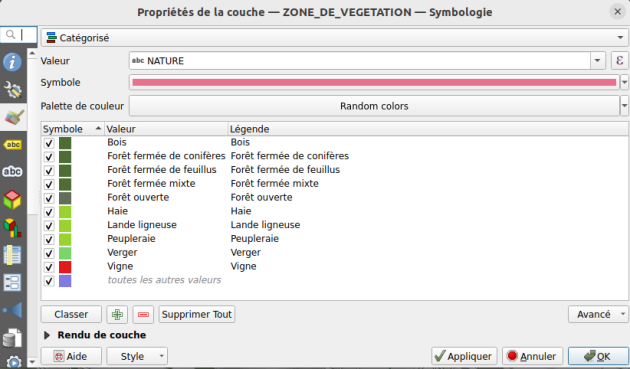 Propriétés de la couche — ZONE_DE_VEGETATION — Symbologie
Catégorisé
Valeur abc NATURE ε
Symbole
Palette de couleur Random colors
Symbole Valeur Légende
Bois Bois
Forêt fermée de conifères Forêt fermée de conifères
Forêt fermée de feuillus Forêt fermée de feuillus
Forêt fermée mixte Forêt fermée mixte
Forêt ouverte Forêt ouverte
Haie Haie
Lande ligneuse Lande ligneuse
Peupleraie Peupleraie
Verger Verger
Vigne Vigne
toutes les autres valeurs
abc
abc
Classer Supprimer Tout Avancé
Rendu de couche
Aide Style Appliquer Annuler OK